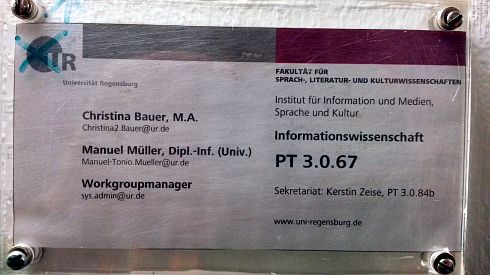 UR
Universität Regensburg
FAKULTÄT FÜR
SPRACH-, LITERATUR- UND KULTURWISSENSCHAFTEN
Institut für Information und Medien,
Sprache und Kultur
Christina Bauer, M.A.
Christina2.Bauer@ur.de
Informationswissenschaft
Manuel Müller, Dipl.-Inf. (Univ.)
Manuel-Tonio.Mueller@ur.de
PT 3.0.67
Workgroupmanager
sys.admin@ur.de
Sekretariat: Kerstin Zeise, PT 3.0.84b
www.uni-regensburg.de